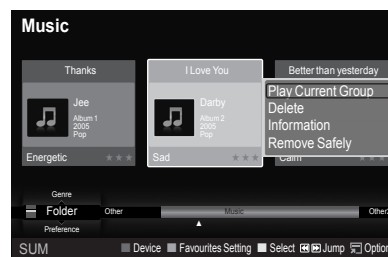 Music
Thanks
I Love You
Better than yesterday
Jee
Album 1
2005
Pop
Energetic
Darby
Album 2
2005
Pop
Sad
Play Current Group
Delete
Information
Remove Safely
Calm
Genre
Folder
Preference
Other
Music
Other
SUM
Device
Favourites Setting
Select
Jump
Option